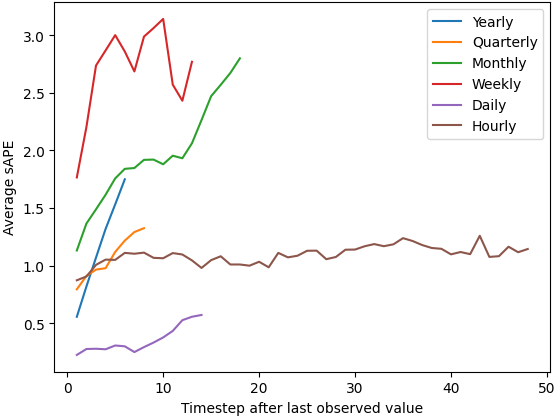 Yearly
Quarterly
Monthly
Weekly
Daily
Hourly
Average sAPE
3.0
2.5
2.0
1.5
1.0
0.5
0 10 20 30 40 50
Timestep after last observed value